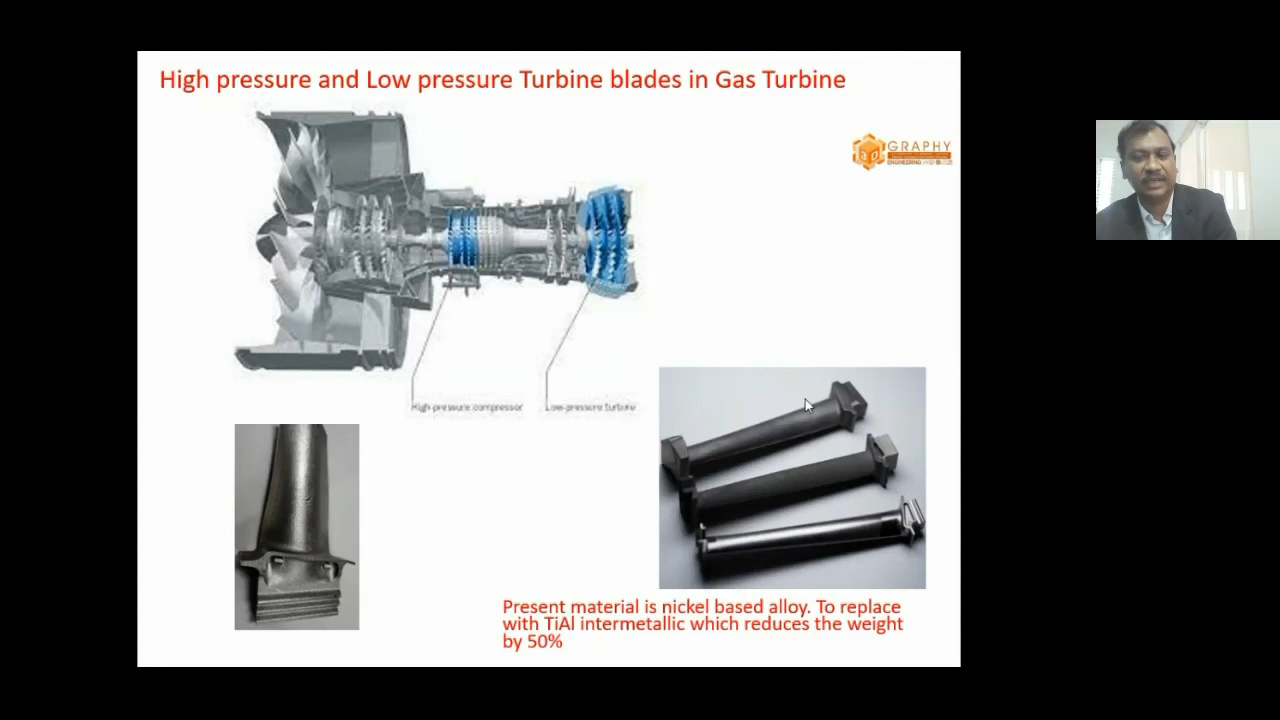 High pressure and Low pressure Turbine blades in Gas Turbine
GRAPHY
ENGINEERING
High-pressure compressor
Low-pressure turbine
Present material is nickel based alloy. To replace
with TiAl intermetallic which reduces the weight
by 50%